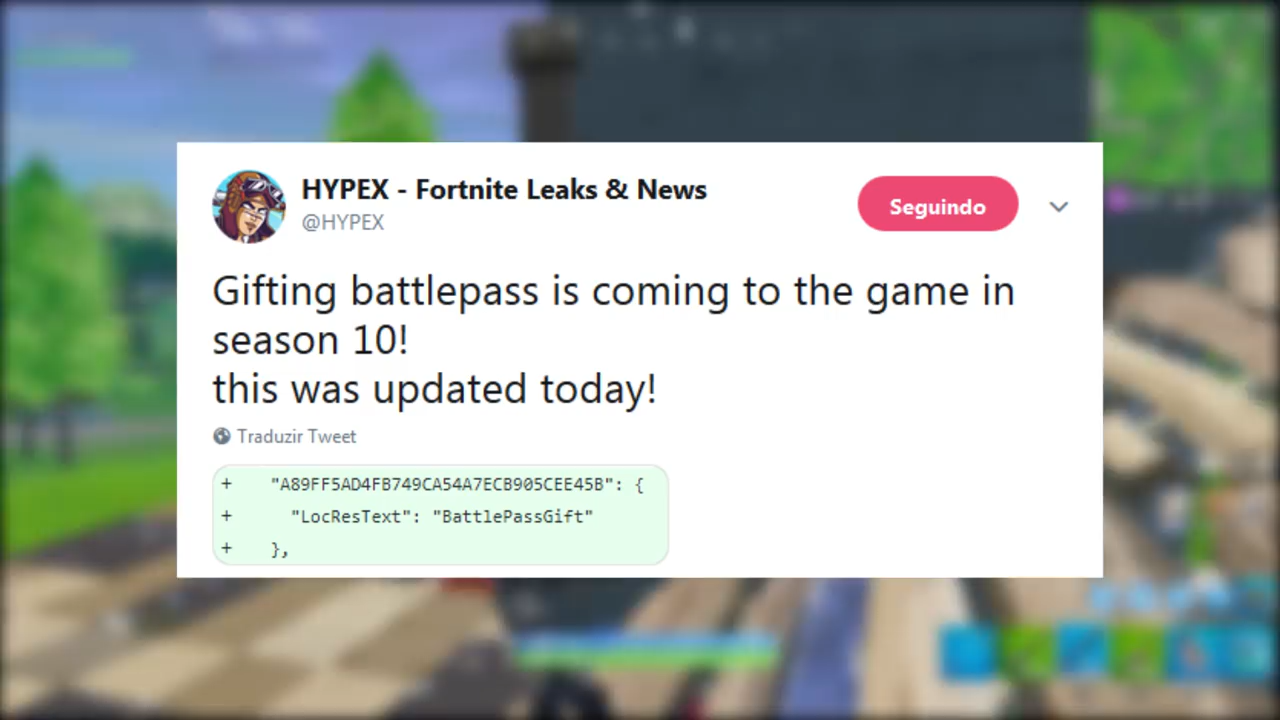 HYPEX - Fortnite Leaks & News
@HYPEX
Seguindo
Gifting battlepass is coming to the game in
season 10!
this was updated today!
Traduzir Tweet
+ "A89FF5AD4FB749CA54A7ECB905CEE45B": {
+ "LocResText": "BattlePassGift"
+ },